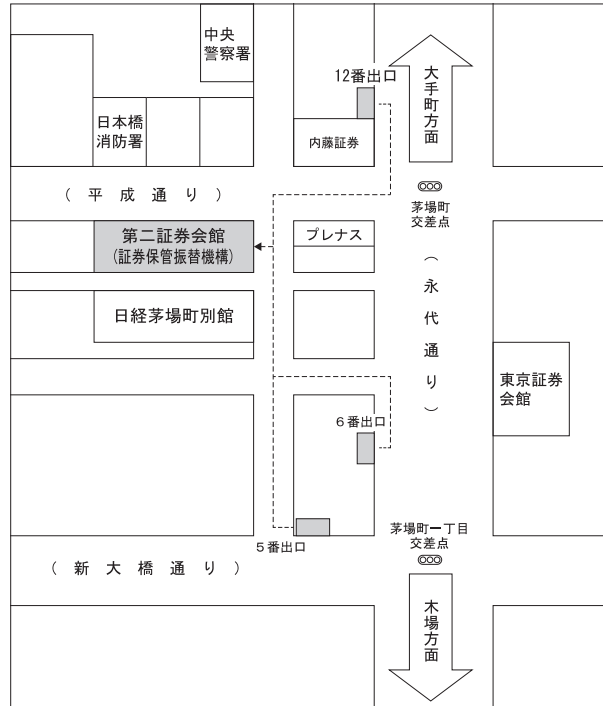 中央
警察署
12番出口
大手町方面
日本橋
消防署
内藤証券
( 平 成 通 り )
茅場町
交差点
第二証券会館
(証券保管振替機構)
プレナス
( 永 代 通 り )
日経茅場町別館
東京証券
会館
6番出口
茅場町一丁目
交差点
5番出口
( 新 大 橋 通 り )
木場方面